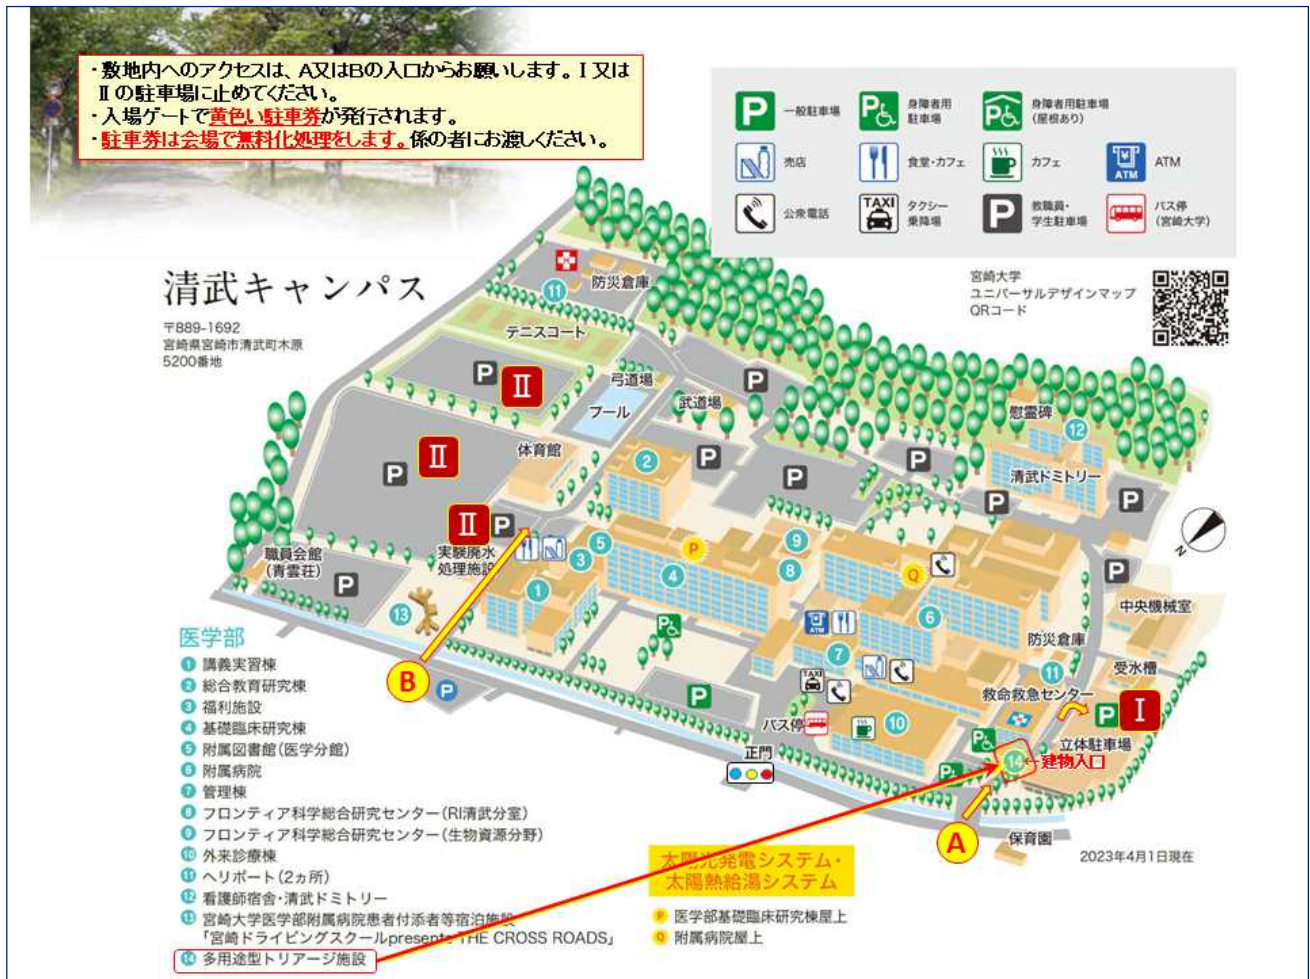 ・敷地内へのアクセスは、A又はBの入口からお願いします。Ⅰ又は
Ⅱの駐車場に止めてください。
・入場ゲートで黄色い駐車券が発行されます。
・駐車券は会場で無料化処理をします。係の者にお渡しください。
P 一般駐車場
P 身障者用
駐車場
P 身障者用駐車場
（屋根あり）
売店
食堂・カフェ
カフェ
ATM ATM
公衆電話
TAXI タクシー
乗降場
P 教職員・
学生駐車場
バス停
（宮崎大学）
清武キャンパス
〒889-1692
宮崎県宮崎市清武町木原
5200番地
宮崎大学
ユニバーサルデザインマップ
QRコード
H
防災倉庫
11
テニスコート
P Ⅱ
弓道場
プール
武道場
P
慰霊碑
12
体育館
2
P
P
P
清武ドミトリー
P
P
P Ⅱ
Ⅱ P
実験廃水
処理施設
職員会館
（青雲荘）
P
13
5
3
1
P
4
9
8
Q
6
P
N
中央機械室
防災倉庫
受水槽
11
救命救急センター
P Ⅰ
立体駐車場
ATM
7
TAXI
P
P
バス停
10
P
P
14
←建物入口
正門
A
B
P
保育園
2023年4月1日現在
医学部
1 講義実習棟
2 総合教育研究棟
3 福利施設
4 基礎臨床研究棟
5 附属図書館（医学分館）
6 附属病院
7 管理棟
8 フロンティア科学総合研究センター（RI清武分室）
9 フロンティア科学総合研究センター（生物資源分野）
10 外来診療棟
11 ヘリポート（2ヵ所）
12 看護師宿舎・清武ドミトリー
13 宮崎大学医学部附属病院患者付添者等宿泊施設
「宮崎ドライビングスクールpresents THE CROSS ROADS」
14 多用途型トリアージ施設
太陽光発電システム・
太陽熱給湯システム
P 医学部基礎臨床研究棟屋上
Q 附属病院屋上